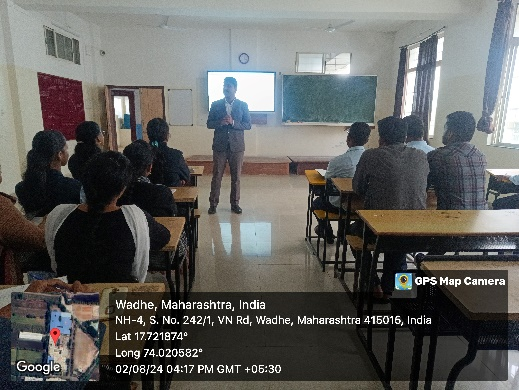 GPS Map Camera
Wadhe, Maharashtra, India
NH-4, S. No. 242/1, VN Rd, Wadhe, Maharashtra 415015, India
Lat 17.721874°
Long 74.020582°
02/08/24 04:17 PM GMT +05:30
Google